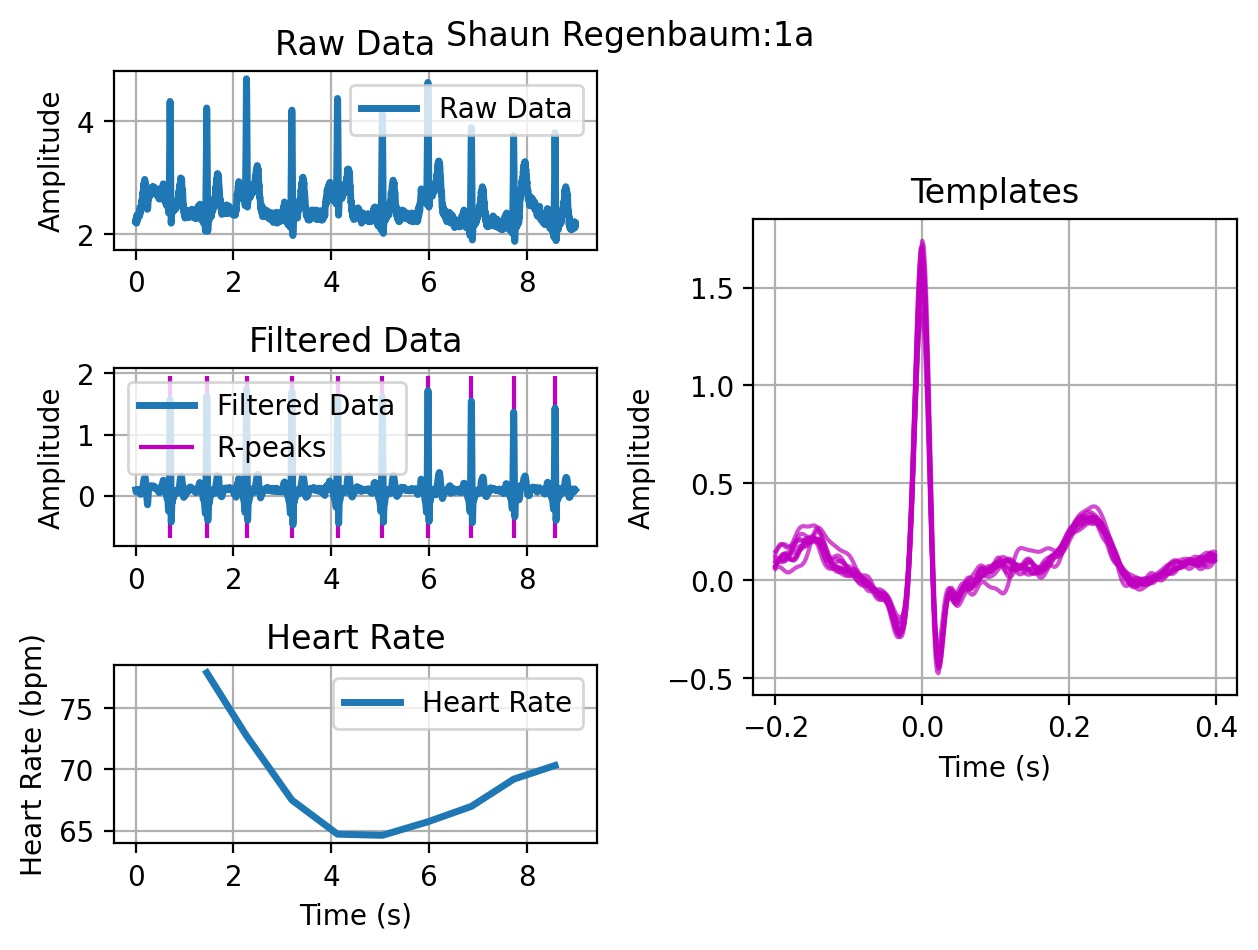 Shaun Regenbaum:1a
Raw Data
Amplitude
4
2
Raw Data
0 2 4 6 8
Filtered Data
Amplitude
2
1
0
Filtered Data
R-peaks
0 2 4 6 8
Heart Rate
Heart Rate (bpm)
75
70
65
Heart Rate
0 2 4 6 8
Time (s)
Templates
Amplitude
1.5
1.0
0.5
0.0
−0.5
−0.2 0.0 0.2 0.4
Time (s)